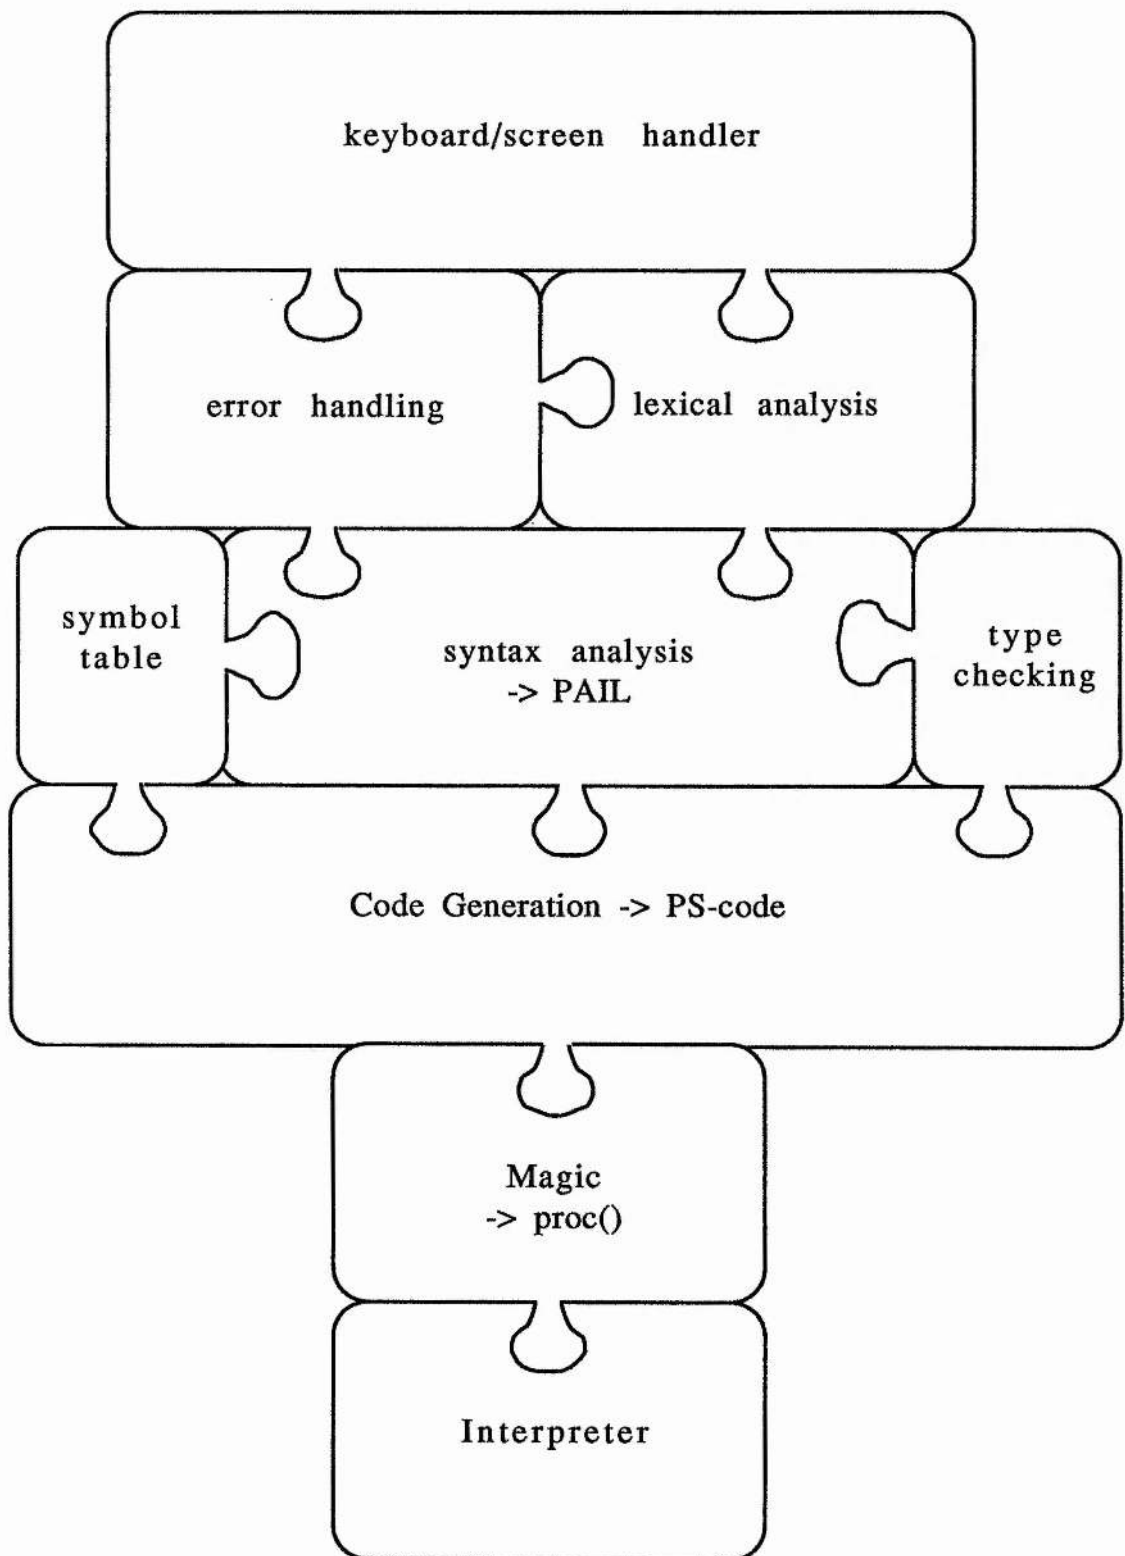 keyboard/screen handler
error handling
lexical analysis
symbol
table
syntax analysis
-> PAIL
type
checking
Code Generation -> PS-code
Magic
-> proc()
Interpreter